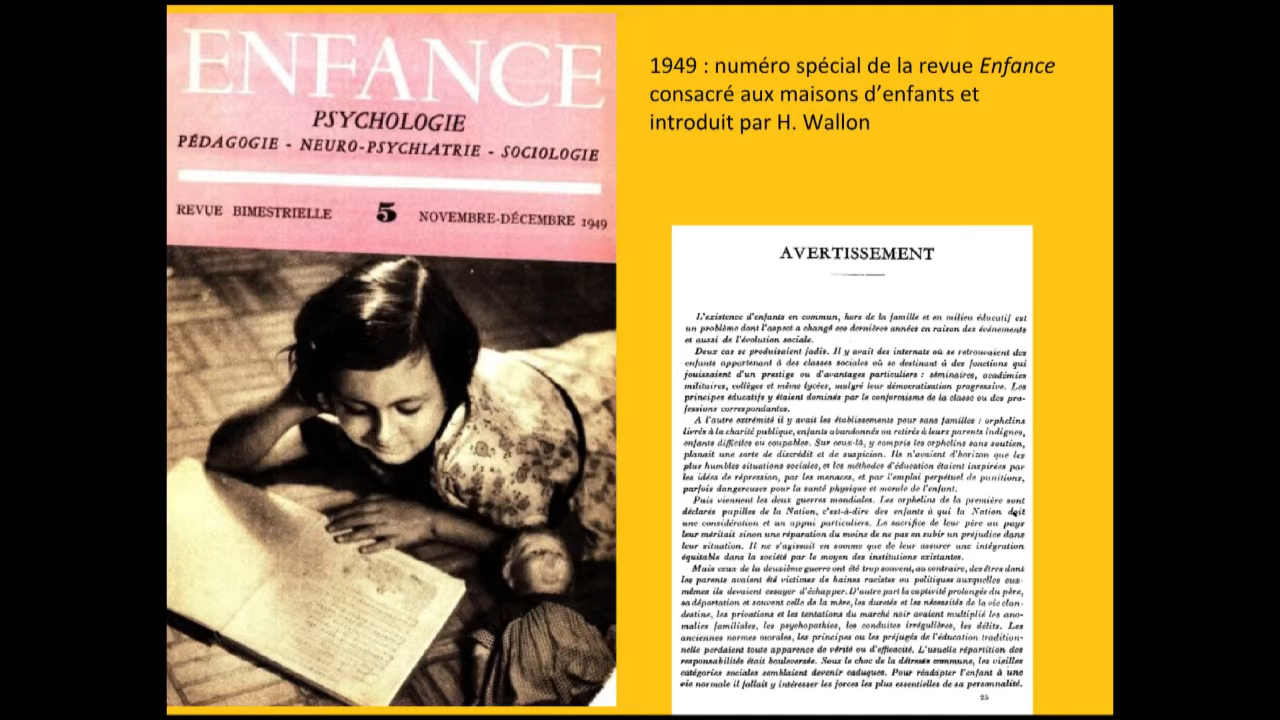 ENFANCE
PSYCHOLOGIE
PÉDAGOGIE - NEURO-PSYCHIATRIE - SOCIOLOGIE
REVUE BIMESTRIELLE 5 NOVEMBRE-DÉCEMBRE 1949
1949 : numéro spécial de la revue Enfance
consacré aux maisons d’enfants et
introduit par H. Wallon
AVERTISSEMENT
L'existence d'enfants en commun, hors de la famille et en milieu éducatif est
un problème dont l'aspect a changé ces dernières années en raison des événements
et aussi de l'évolution sociale.
Deux cas se produisaient jadis. Il y avait des internats où se retrouvaient des
enfants appartenant à des classes sociales où se destinant à des fonctions qui
jouissaient d'un prestige ou d'avantages particuliers : séminaires, académies
militaires, collèges et même lycées, malgré leur démocratisation progressive. Les
principes éducatifs y étaient dominés par le conformisme de la classe ou des pro-
fessions correspondantes.
A l'autre extrémité il y avait les établissements pour sans familles : orphelins
livrés à la charité publique, enfants abandonnés ou retirés à leurs parents indignes,
enfants difficiles ou coupables. Sur ceux-là, y compris les orphelins sans soutien,
planait une sorte de discrédit et de suspicion. Ils n'avaient d'horizon que les
plus humbles situations sociales, et les méthodes d'éducation étaient inspirées par
les idées de répression, par les menaces, et par l'emploi perpétuel de punitions,
parfois dangereuses pour la santé physique et morale de l'enfant.
Puis viennent les deux guerres mondiales. Les orphelins de la première sont
déclarés pupilles de la Nation, c'est-à-dire des enfants à qui la Nation doit
une considération et un appui particuliers. Le sacrifice de leur père au pays
leur méritait sinon une réparation du moins de ne pas en subir un préjudice dans
leur situation. Il ne s'agissait en somme que de leur assurer une intégration
équitable dans la société par le moyen des institutions existantes.
Mais ceux de la deuxième guerre ont été trop souvent, au contraire, des êtres dont
les parents avaient été victimes de haines racistes ou politiques auxquelles eux-
mêmes ils devaient essayer d'échapper. D'autre part la captivité prolongée du père,
sa déportation et souvent celle de la mère, les duretés et les nécessités de la vie clan-
destine, les privations et les tentations du marché noir avaient multiplié les ano-
malies familiales, les psychopathies, les conduites irrégulières, les délits. Les
anciennes normes morales, les principes ou les préjugés de l'éducation tradition-
nelle perdaient toute apparence de vérité ou d'efficacité. L'usuelle répartition des
responsabilités était bouleversée. Sous le choc de la détresse commune, les vieilles
catégories sociales semblaient devenir caduques. Pour réadapter l'enfant à une
vie normale il fallait y intéresser les forces les plus essentielles de sa personnalité.
25